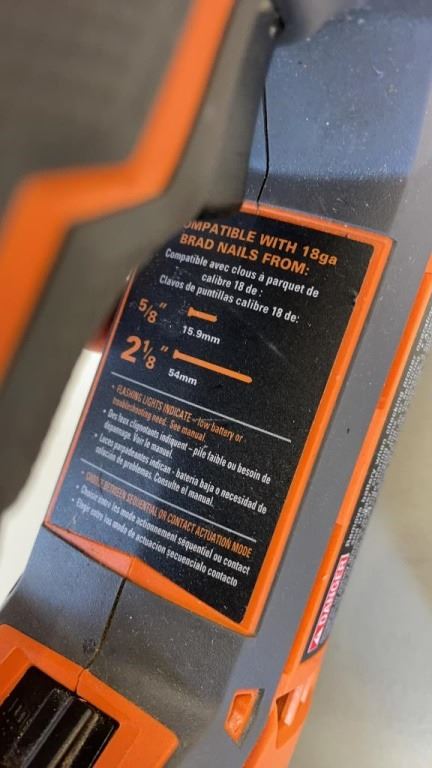 OMPATIBLE WITH 18ga
BRAD NAILS FROM:
Compatible avec clous à parquet de
calibre 18 de :
Clavos de puntillas calibre 18 de:
5/8"
15.9mm
2 1/8"
54mm
• FLASHING LIGHTS INDICATE – low battery or
troubleshooting need. See manual.
• Des feux clignotants indiquent – pile faible ou besoin de
dépannage. Voir le manuel.
• Luces parpadeantes indican - batería baja o necesidad de
solución de problemas. Consulte el manual.
BETWEEN SEQUENTIAL OR CONTACT ACTUATION MODE
• Choisir entre les mode actionnement séquentiel ou contact
• Elegir entre los modo de actuación secuencialo contacto
DANGER!